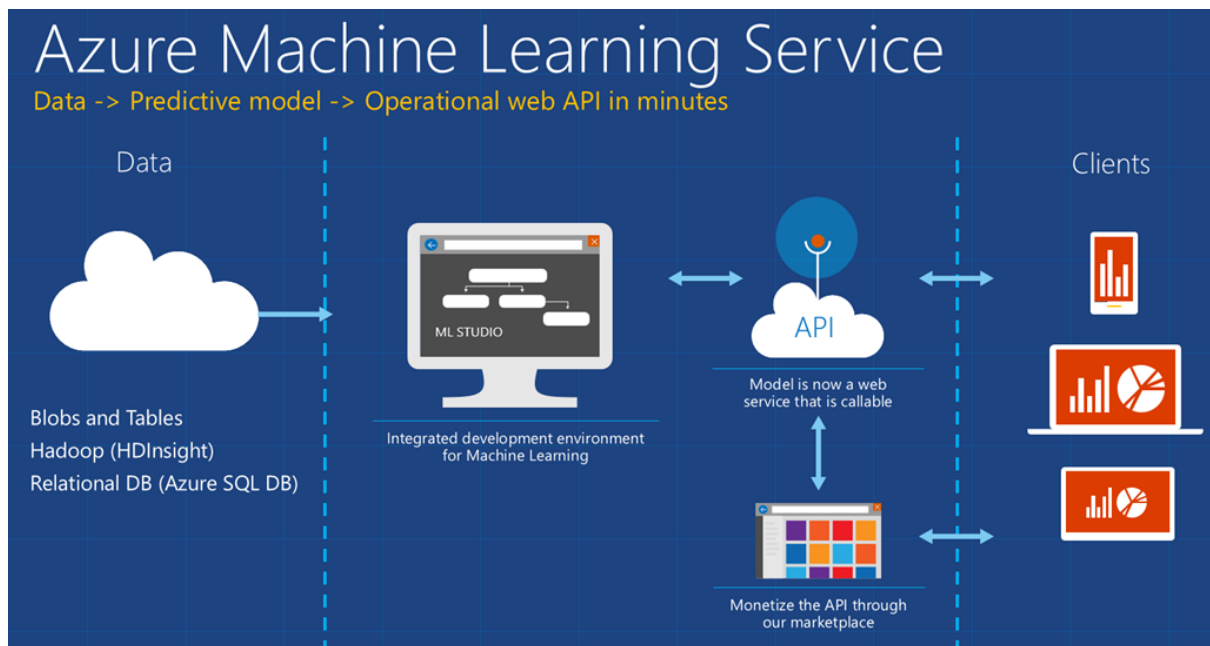 Azure Machine Learning Service
Data -> Predictive model -> Operational web API in minutes
Data
Clients
ML STUDIO
API
Model is now a web
service that is callable
Blobs and Tables
Hadoop (HDInsight)
Relational DB (Azure SQL DB)
Integrated development environment
for Machine Learning
Monetize the API through
our marketplace